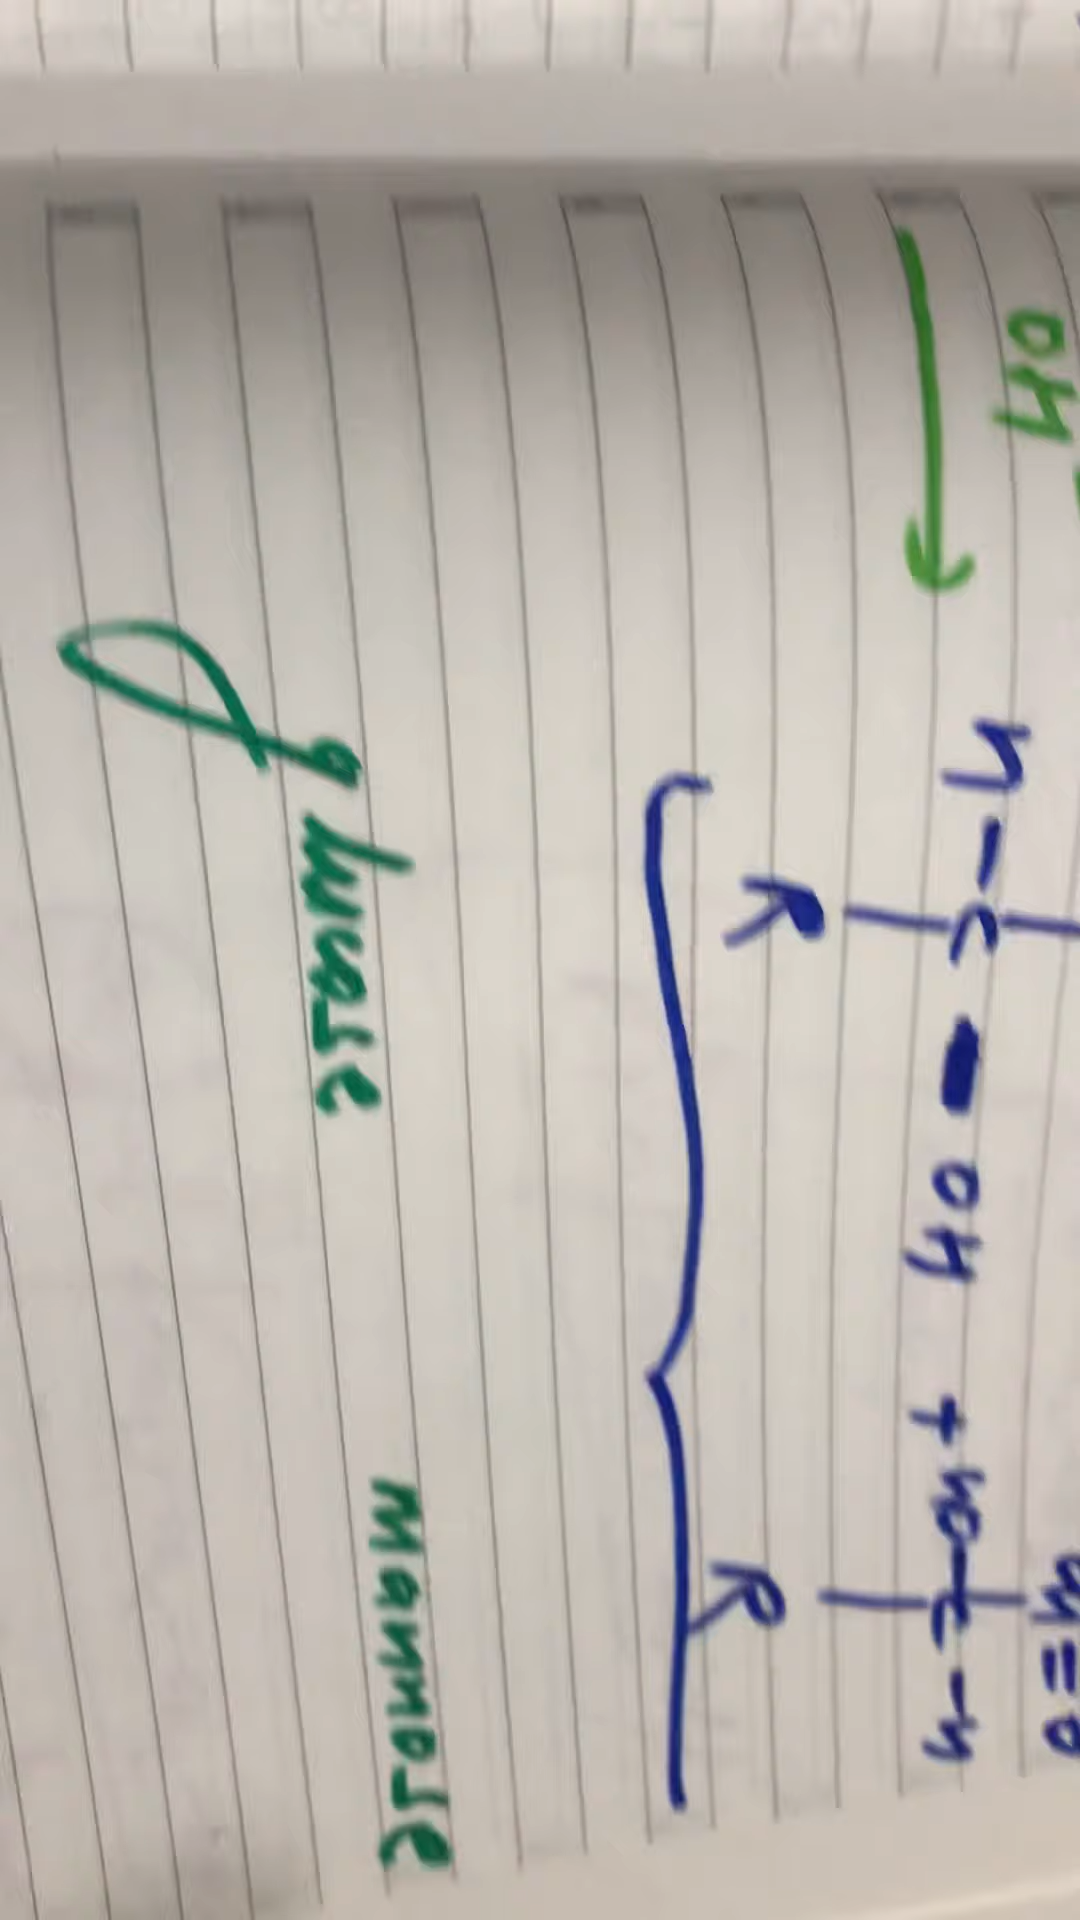 OH
H=O
H-C-OH + HO-C-H
R R
glucose mannose